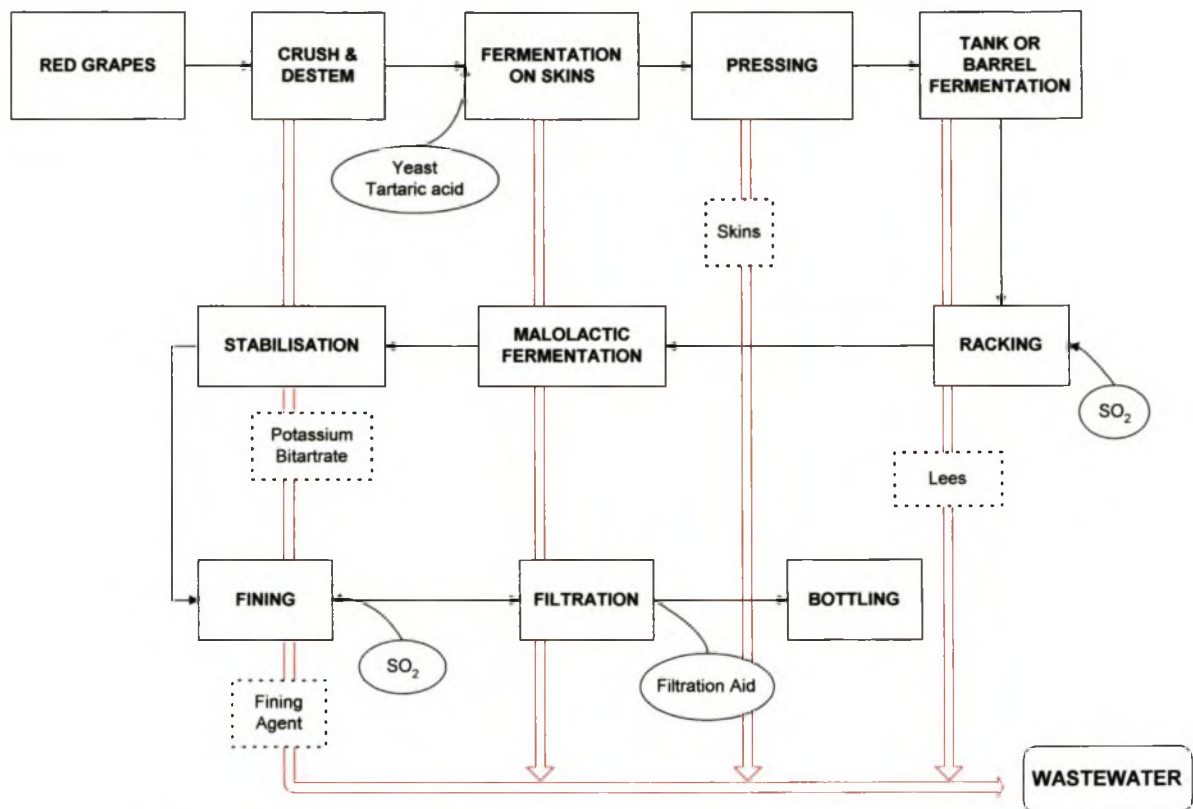 RED GRAPES
CRUSH &
DESTEM
FERMENTATION
ON SKINS
PRESSING
TANK OR
BARREL
FERMENTATION
Yeast
Tartaric acid
Skins
STABILISATION
MALOLACTIC
FERMENTATION
RACKING
SO₂
Potassium
Bitartrate
Lees
FINING
FILTRATION
BOTTLING
SO₂
Filtration Aid
Fining
Agent
WASTEWATER